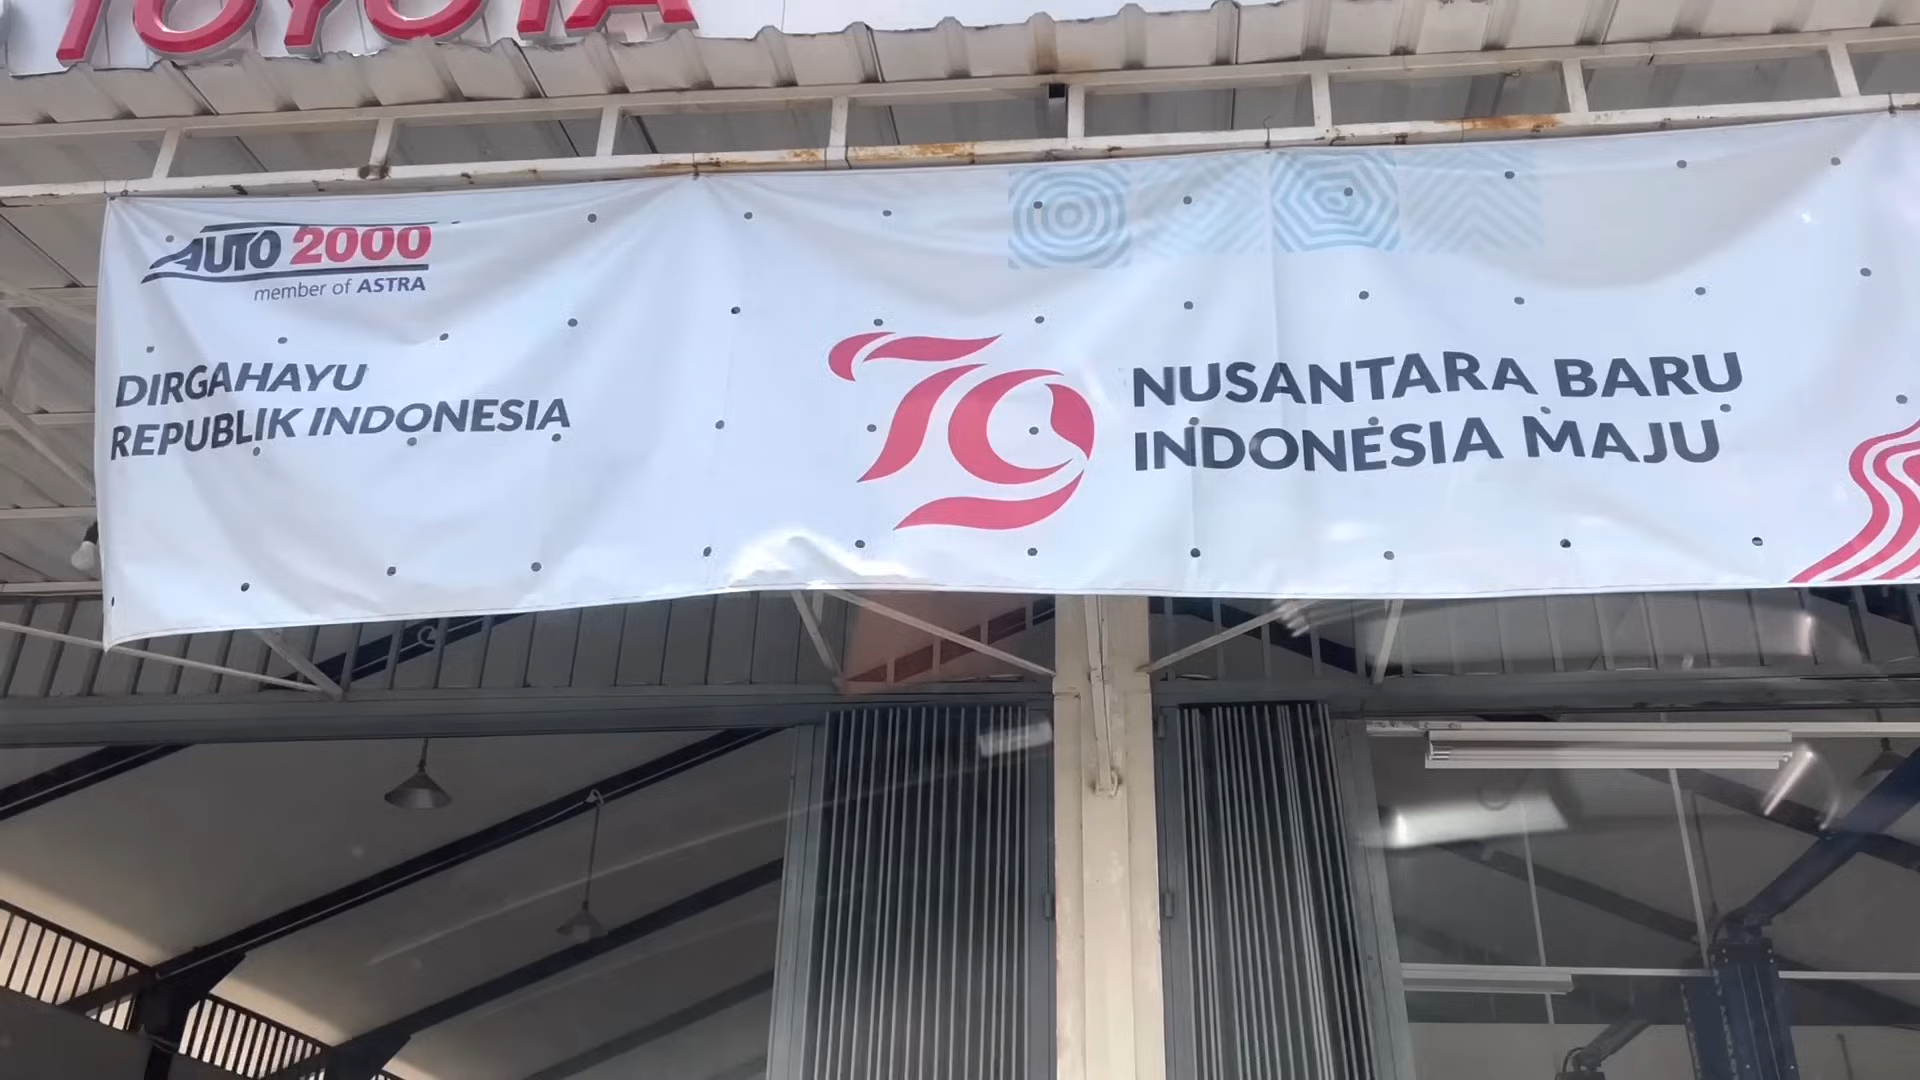 TOYOTA
AUTO 2000
member of ASTRA
DIRGAHAYU
REPUBLIK INDONESIA
79
NUSANTARA BARU
INDONESIA MAJU